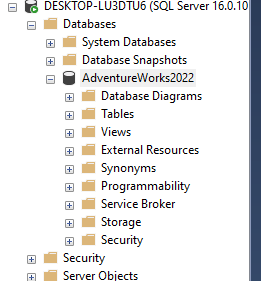 DESKTOP-LU3DTU6 (SQL Server 16.0.10
Databases
System Databases
Database Snapshots
AdventureWorks2022
Database Diagrams
Tables
Views
External Resources
Synonyms
Programmability
Service Broker
Storage
Security
Security
Server Objects